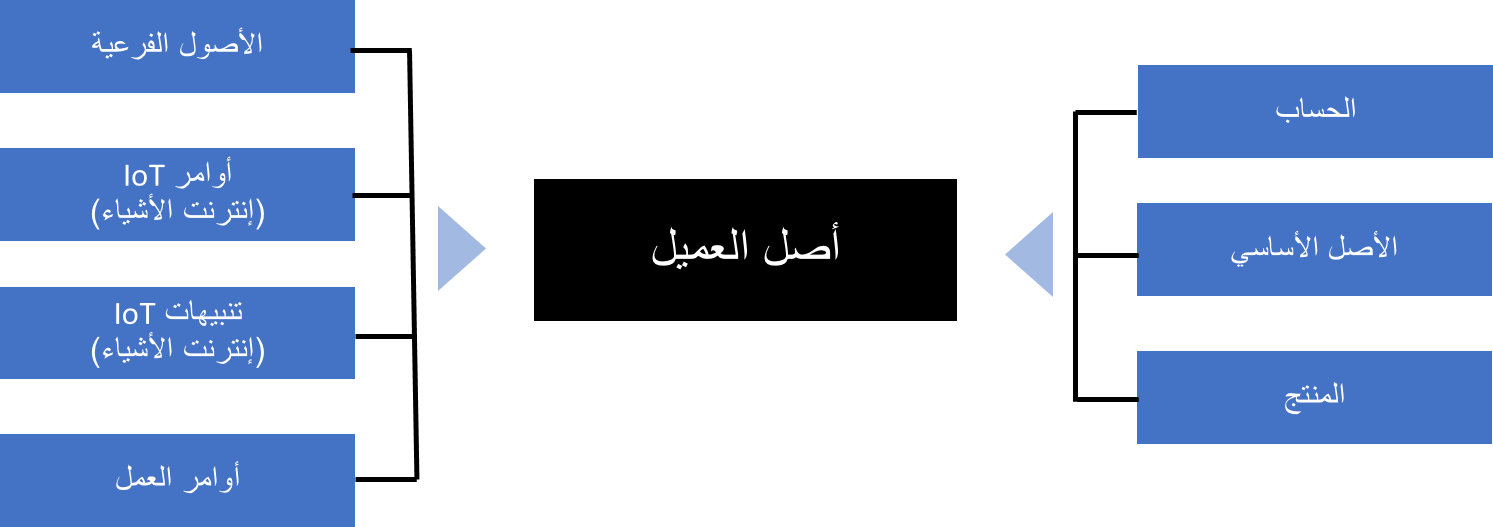 الحساب
الأصل الأساسي
المنتج
أصل العميل
الأصول الفرعية
أوامر IoT
(إنترنت الأشياء)
تنبيهات IoT
(إنترنت الأشياء)
أوامر العمل